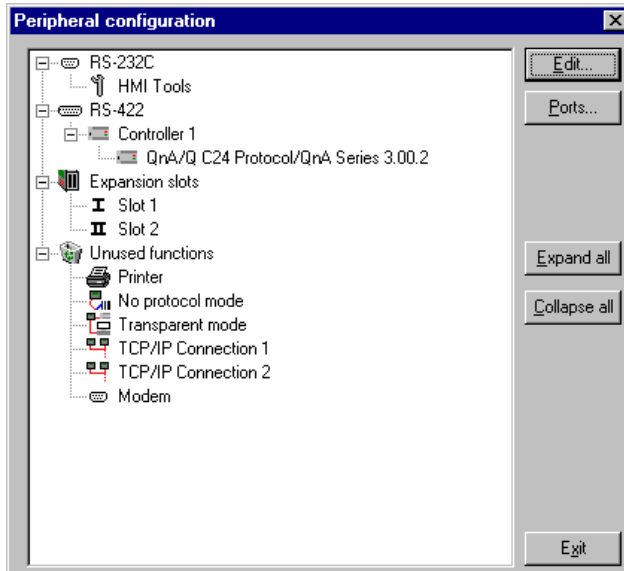 Peripheral configuration
RS-232C
HMI Tools
RS-422
Controller 1
QnA/Q C24 Protocol/QnA Series 3.00.2
Expansion slots
I Slot 1
II Slot 2
Unused functions
Printer
No protocol mode
Transparent mode
TCP/IP Connection 1
TCP/IP Connection 2
Modem
Edit...
Ports...
Expand all
Collapse all
Exit